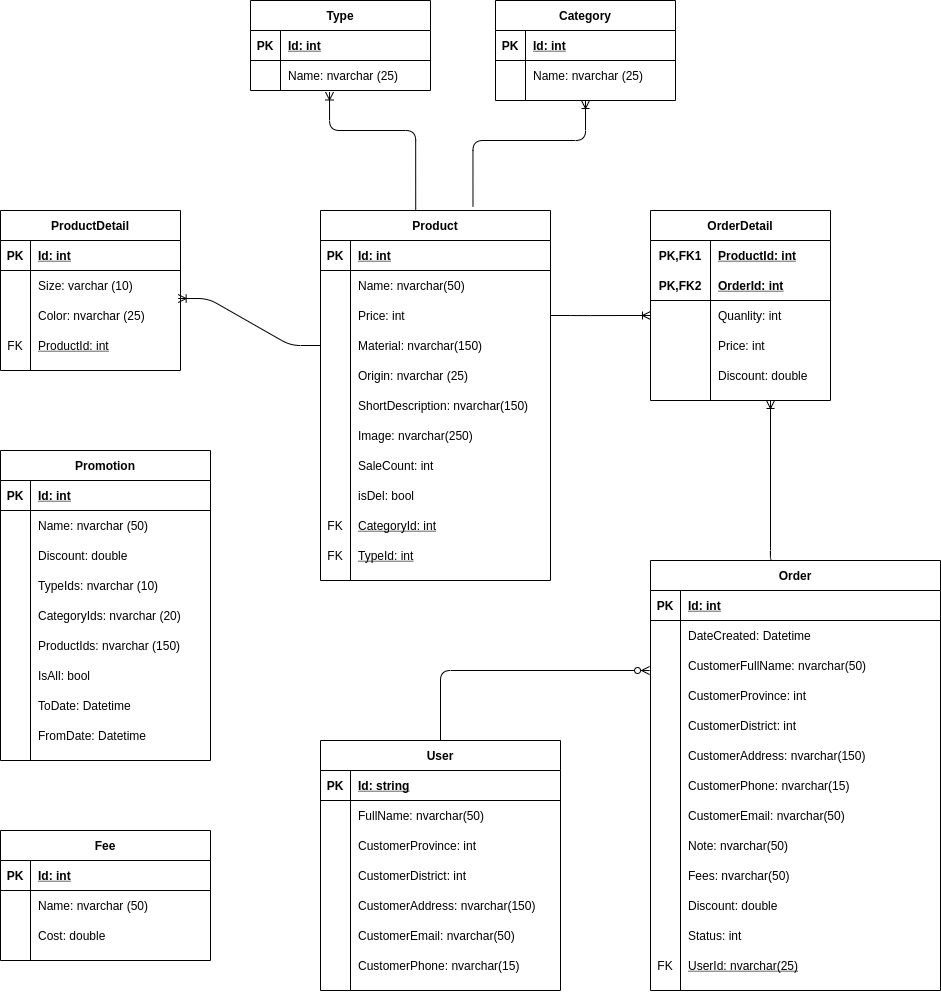 Type
PK Id: int
Name: nvarchar (25)
Category
PK Id: int
Name: nvarchar (25)
ProductDetail
PK Id: int
Size: varchar (10)
Color: nvarchar (25)
FK ProductId: int
Product
PK Id: int
Name: nvarchar(50)
Price: int
Material: nvarchar(150)
Origin: nvarchar (25)
ShortDescription: nvarchar(150)
Image: nvarchar(250)
SaleCount: int
isDel: bool
FK CategoryId: int
FK TypeId: int
OrderDetail
PK,FK1 ProductId: int
PK,FK2 OrderId: int
Quanlity: int
Price: int
Discount: double
Promotion
PK Id: int
Name: nvarchar (50)
Discount: double
TypeIds: nvarchar (10)
CategoryIds: nvarchar (20)
ProductIds: nvarchar (150)
IsAll: bool
ToDate: Datetime
FromDate: Datetime
Order
PK Id: int
DateCreated: Datetime
CustomerFullName: nvarchar(50)
CustomerProvince: int
CustomerDistrict: int
CustomerAddress: nvarchar(150)
CustomerPhone: nvarchar(15)
CustomerEmail: nvarchar(50)
Note: nvarchar(50)
Fees: nvarchar(50)
Discount: double
Status: int
FK UserId: nvarchar(25)
User
PK Id: string
FullName: nvarchar(50)
CustomerProvince: int
CustomerDistrict: int
CustomerAddress: nvarchar(150)
CustomerEmail: nvarchar(50)
CustomerPhone: nvarchar(15)
Fee
PK Id: int
Name: nvarchar (50)
Cost: double